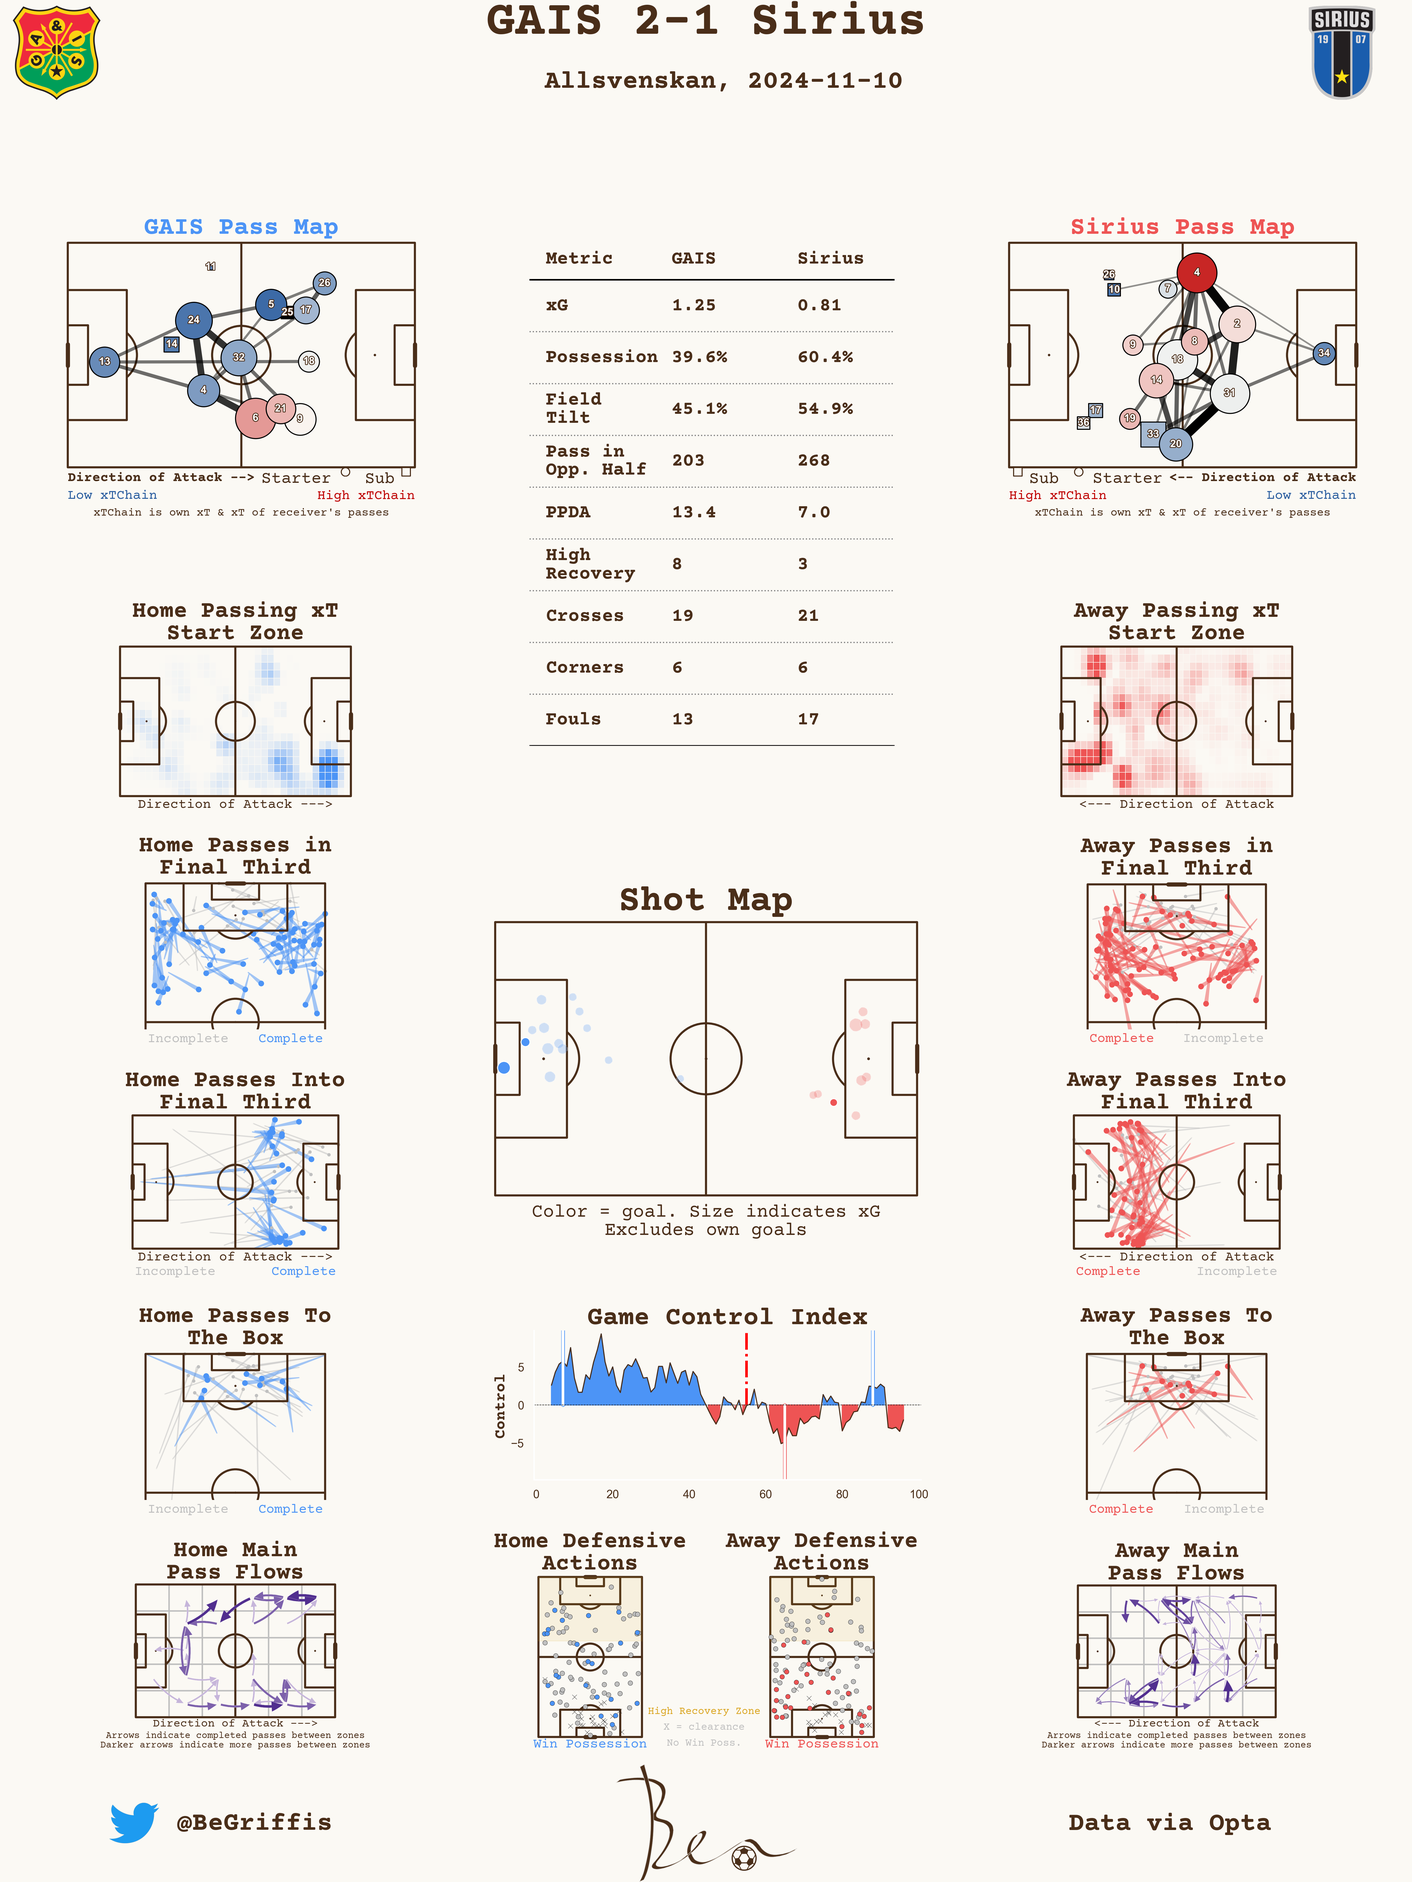 GAIS 2-1 Sirius
Allsvenskan, 2024-11-10
GA&IS
SIRIUS
19 07
GAIS Pass Map
11
26
5
25
17
24
14
13
32
18
4
6
21
9
Direction of Attack --> Starter Sub
Low xTChain High xTChain
xTChain is own xT & xT of receiver's passes
Metric GAIS Sirius
xG 1.25 0.81
Possession 39.6% 60.4%
Field
Tilt 45.1% 54.9%
Pass in
Opp. Half 203 268
PPDA 13.4 7.0
High
Recovery 8 3
Crosses 19 21
Corners 6 6
Fouls 13 17
Sirius Pass Map
4
26
10
7
2
9
8
18
34
14
31
17
36
19
33
20
Sub Starter <-- Direction of Attack
High xTChain Low xTChain
xTChain is own xT & xT of receiver's passes
Home Passing xT
Start Zone
Direction of Attack --->
Away Passing xT
Start Zone
<--- Direction of Attack
Home Passes in
Final Third
Incomplete Complete
Away Passes in
Final Third
Complete Incomplete
Shot Map
Color = goal. Size indicates xG
Excludes own goals
Home Passes Into
Final Third
Direction of Attack --->
Incomplete Complete
Away Passes Into
Final Third
<--- Direction of Attack
Complete Incomplete
Home Passes To
The Box
Incomplete Complete
Game Control Index
Control
5
0
−5
0 20 40 60 80 100
Away Passes To
The Box
Complete Incomplete
Home Main
Pass Flows
Direction of Attack --->
Arrows indicate completed passes between zones
Darker arrows indicate more passes between zones
Home Defensive
Actions
Win Possession
Away Defensive
Actions
Win Possession
High Recovery Zone
X = clearance
No Win Poss.
Away Main
Pass Flows
<--- Direction of Attack
Arrows indicate completed passes between zones
Darker arrows indicate more passes between zones
@BeGriffis
Ben
Data via Opta